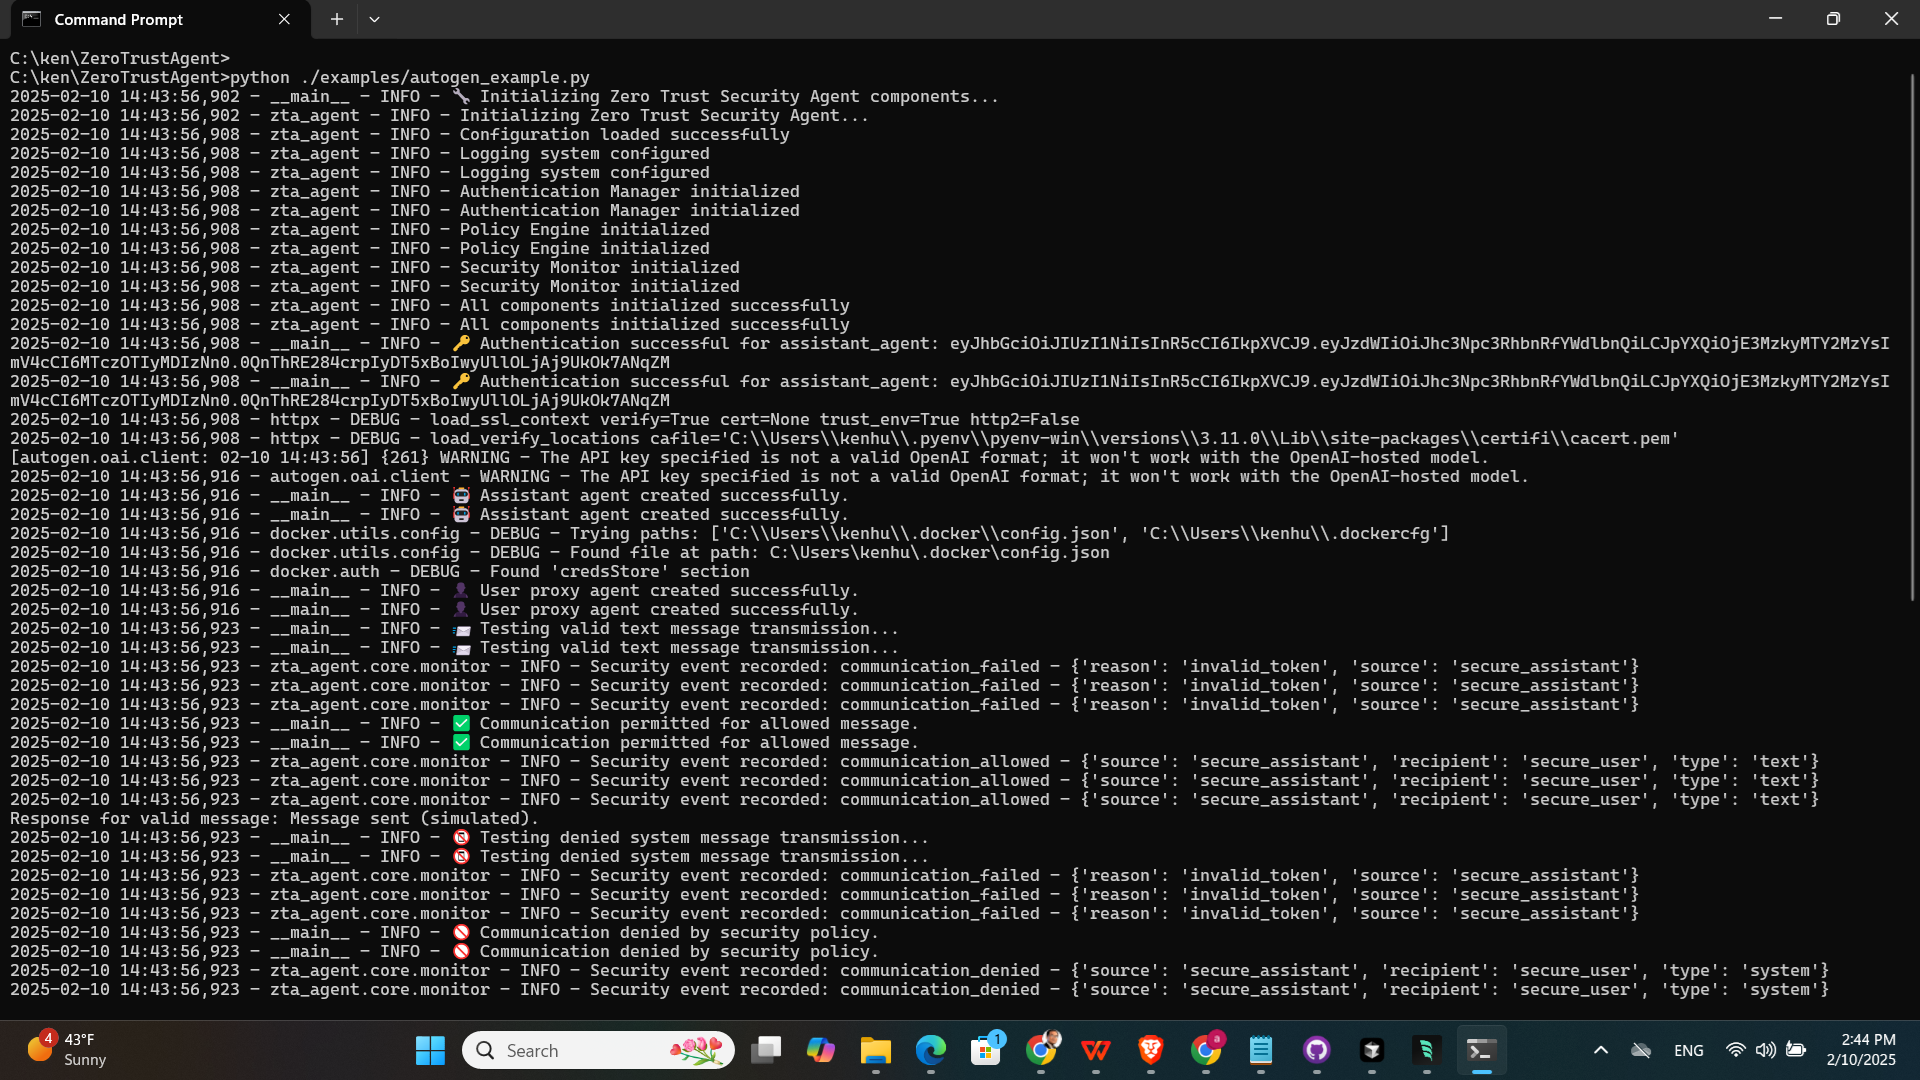 Command Prompt
C:\ken\ZeroTrustAgent>
C:\ken\ZeroTrustAgent>python ./examples/autogen_example.py
2025-02-10 14:43:56,902 - __main__ - INFO - 🔧 Initializing Zero Trust Security Agent components...
2025-02-10 14:43:56,902 - zta_agent - INFO - Initializing Zero Trust Security Agent...
2025-02-10 14:43:56,908 - zta_agent - INFO - Configuration loaded successfully
2025-02-10 14:43:56,908 - zta_agent - INFO - Logging system configured
2025-02-10 14:43:56,908 - zta_agent - INFO - Logging system configured
2025-02-10 14:43:56,908 - zta_agent - INFO - Authentication Manager initialized
2025-02-10 14:43:56,908 - zta_agent - INFO - Authentication Manager initialized
2025-02-10 14:43:56,908 - zta_agent - INFO - Policy Engine initialized
2025-02-10 14:43:56,908 - zta_agent - INFO - Policy Engine initialized
2025-02-10 14:43:56,908 - zta_agent - INFO - Security Monitor initialized
2025-02-10 14:43:56,908 - zta_agent - INFO - Security Monitor initialized
2025-02-10 14:43:56,908 - zta_agent - INFO - All components initialized successfully
2025-02-10 14:43:56,908 - zta_agent - INFO - All components initialized successfully
2025-02-10 14:43:56,908 - __main__ - INFO - 🔑 Authentication successful for assistant_agent: eyJhbGciOiJIUzI1NiIsInR5cCI6IkpXVCJ9.eyJzdWIiOiJhc3Npc3RhbnRfYWdlbnQiLCJpYXQiOjE3MzkyMTY2MzYsI
mV4cCI6MTczOTIyMDIzNn0.0QnThRE284crpIyDT5xBoIwyUllOLjAj9UkOk7ANqZM
2025-02-10 14:43:56,908 - __main__ - INFO - 🔑 Authentication successful for assistant_agent: eyJhbGciOiJIUzI1NiIsInR5cCI6IkpXVCJ9.eyJzdWIiOiJhc3Npc3RhbnRfYWdlbnQiLCJpYXQiOjE3MzkyMTY2MzYsI
mV4cCI6MTczOTIyMDIzNn0.0QnThRE284crpIyDT5xBoIwyUllOLjAj9UkOk7ANqZM
2025-02-10 14:43:56,908 - httpx - DEBUG - load_ssl_context verify=True cert=None trust_env=True http2=False
2025-02-10 14:43:56,908 - httpx - DEBUG - load_verify_locations cafile='C:\\Users\\kenhu\\.pyenv\\pyenv-win\\versions\\3.11.0\\Lib\\site-packages\\certifi\\cacert.pem'
[autogen.oai.client: 02-10 14:43:56] {261} WARNING - The API key specified is not a valid OpenAI format; it won't work with the OpenAI-hosted model.
2025-02-10 14:43:56,916 - autogen.oai.client - WARNING - The API key specified is not a valid OpenAI format; it won't work with the OpenAI-hosted model.
2025-02-10 14:43:56,916 - __main__ - INFO - 🤖 Assistant agent created successfully.
2025-02-10 14:43:56,916 - __main__ - INFO - 🤖 Assistant agent created successfully.
2025-02-10 14:43:56,916 - docker.utils.config - DEBUG - Trying paths: ['C:\\Users\\kenhu\\.docker\\config.json', 'C:\\Users\\kenhu\\.dockercfg']
2025-02-10 14:43:56,916 - docker.utils.config - DEBUG - Found file at path: C:\Users\kenhu\.docker\config.json
2025-02-10 14:43:56,916 - docker.auth - DEBUG - Found 'credsStore' section
2025-02-10 14:43:56,916 - __main__ - INFO - 👤 User proxy agent created successfully.
2025-02-10 14:43:56,916 - __main__ - INFO - 👤 User proxy agent created successfully.
2025-02-10 14:43:56,923 - __main__ - INFO - 📨 Testing valid text message transmission...
2025-02-10 14:43:56,923 - __main__ - INFO - 📨 Testing valid text message transmission...
2025-02-10 14:43:56,923 - zta_agent.core.monitor - INFO - Security event recorded: communication_failed - {'reason': 'invalid_token', 'source': 'secure_assistant'}
2025-02-10 14:43:56,923 - zta_agent.core.monitor - INFO - Security event recorded: communication_failed - {'reason': 'invalid_token', 'source': 'secure_assistant'}
2025-02-10 14:43:56,923 - zta_agent.core.monitor - INFO - Security event recorded: communication_failed - {'reason': 'invalid_token', 'source': 'secure_assistant'}
2025-02-10 14:43:56,923 - __main__ - INFO - ✅ Communication permitted for allowed message.
2025-02-10 14:43:56,923 - __main__ - INFO - ✅ Communication permitted for allowed message.
2025-02-10 14:43:56,923 - zta_agent.core.monitor - INFO - Security event recorded: communication_allowed - {'source': 'secure_assistant', 'recipient': 'secure_user', 'type': 'text'}
2025-02-10 14:43:56,923 - zta_agent.core.monitor - INFO - Security event recorded: communication_allowed - {'source': 'secure_assistant', 'recipient': 'secure_user', 'type': 'text'}
2025-02-10 14:43:56,923 - zta_agent.core.monitor - INFO - Security event recorded: communication_allowed - {'source': 'secure_assistant', 'recipient': 'secure_user', 'type': 'text'}
Response for valid message: Message sent (simulated).
2025-02-10 14:43:56,923 - __main__ - INFO - 📵 Testing denied system message transmission...
2025-02-10 14:43:56,923 - __main__ - INFO - 📵 Testing denied system message transmission...
2025-02-10 14:43:56,923 - zta_agent.core.monitor - INFO - Security event recorded: communication_failed - {'reason': 'invalid_token', 'source': 'secure_assistant'}
2025-02-10 14:43:56,923 - zta_agent.core.monitor - INFO - Security event recorded: communication_failed - {'reason': 'invalid_token', 'source': 'secure_assistant'}
2025-02-10 14:43:56,923 - zta_agent.core.monitor - INFO - Security event recorded: communication_failed - {'reason': 'invalid_token', 'source': 'secure_assistant'}
2025-02-10 14:43:56,923 - __main__ - INFO - 🚫 Communication denied by security policy.
2025-02-10 14:43:56,923 - __main__ - INFO - 🚫 Communication denied by security policy.
2025-02-10 14:43:56,923 - zta_agent.core.monitor - INFO - Security event recorded: communication_denied - {'source': 'secure_assistant', 'recipient': 'secure_user', 'type': 'system'}
2025-02-10 14:43:56,923 - zta_agent.core.monitor - INFO - Security event recorded: communication_denied - {'source': 'secure_assistant', 'recipient': 'secure_user', 'type': 'system'}
4
43°F
Sunny
Search
1
a
ENG
2:44 PM
2/10/2025